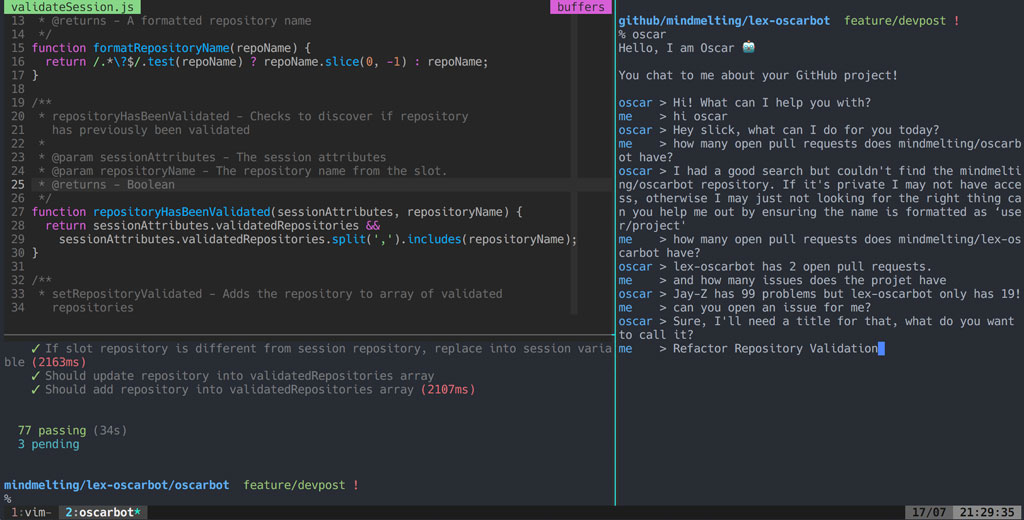 validateSession.js
buffers
13 * @returns – A formatted repository name
14 */
15 function formatRepositoryName(repoName) {
16 return /.*\?$/.test(repoName) ? repoName.slice(0, -1) : repoName;
17 }
18
19 /**
20 * repositoryHasBeenValidated – Checks to discover if repository
21 has previously been validated
22 *
23 * @param sessionAttributes – The session attributes
24 * @param repositoryName – The repository name from the slot.
25 * @returns – Boolean
26 */
27 function repositoryHasBeenValidated(sessionAttributes, repositoryName) {
28 return sessionAttributes.validatedRepositories &&
29 sessionAttributes.validatedRepositories.split(',').includes(repositoryName);
30 }
31
32 /**
33 * setRepositoryValidated – Adds the repository to array of validated
34 repositories
✓ If slot repository is different from session repository, replace into session varia
ble (2163ms)
✓ Should update repository into validatedRepositories array
✓ Should add repository into validatedRepositories array (2107ms)
77 passing (34s)
3 pending
mindmelting/lex-oscarbot/oscarbot feature/devpost !
%
github/mindmelting/lex-oscarbot feature/devpost !
% oscar
Hello, I am Oscar 🤖
You chat to me about your GitHub project!
oscar > Hi! What can I help you with?
me > hi oscar
oscar > Hey slick, what can I do for you today?
me > how many open pull requests does mindmelting/oscarb
ot have?
oscar > I had a good search but couldn't find the mindmelti
ng/oscarbot repository. If it's private I may not have acce
ss, otherwise I may just not looking for the right thing ca
n you help me out by ensuring the name is formatted as ‘use
r/project'
me > how many open pull requests does mindmelting/lex-os
carbot have?
oscar > lex-oscarbot has 2 open pull requests.
me > and how many issues does the projet have
oscar > Jay-Z has 99 problems but lex-oscarbot only has 19!
me > can you open an issue for me?
oscar > Sure, I'll need a title for that, what do you want
to call it?
me > Refactor Repository Validation
1:vim- 2:oscarbot*
17/07 21:29:35